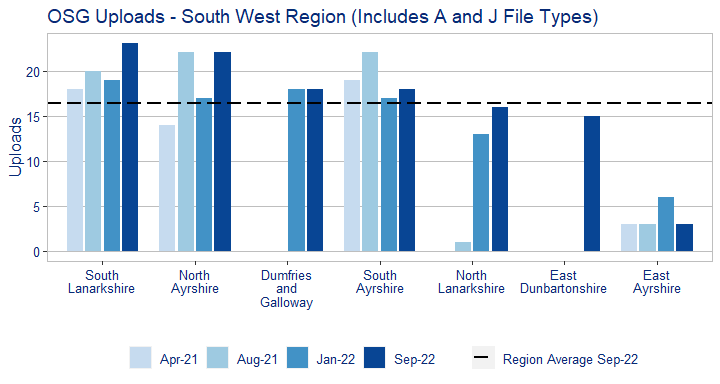 OSG Uploads - South West Region (Includes A and J File Types)
Uploads
20
15
10
5
0
South
Lanarkshire
North
Ayrshire
Dumfries
and
Galloway
South
Ayrshire
North
Lanarkshire
East
Dunbartonshire
East
Ayrshire
Apr-21 Aug-21 Jan-22 Sep-22 Region Average Sep-22